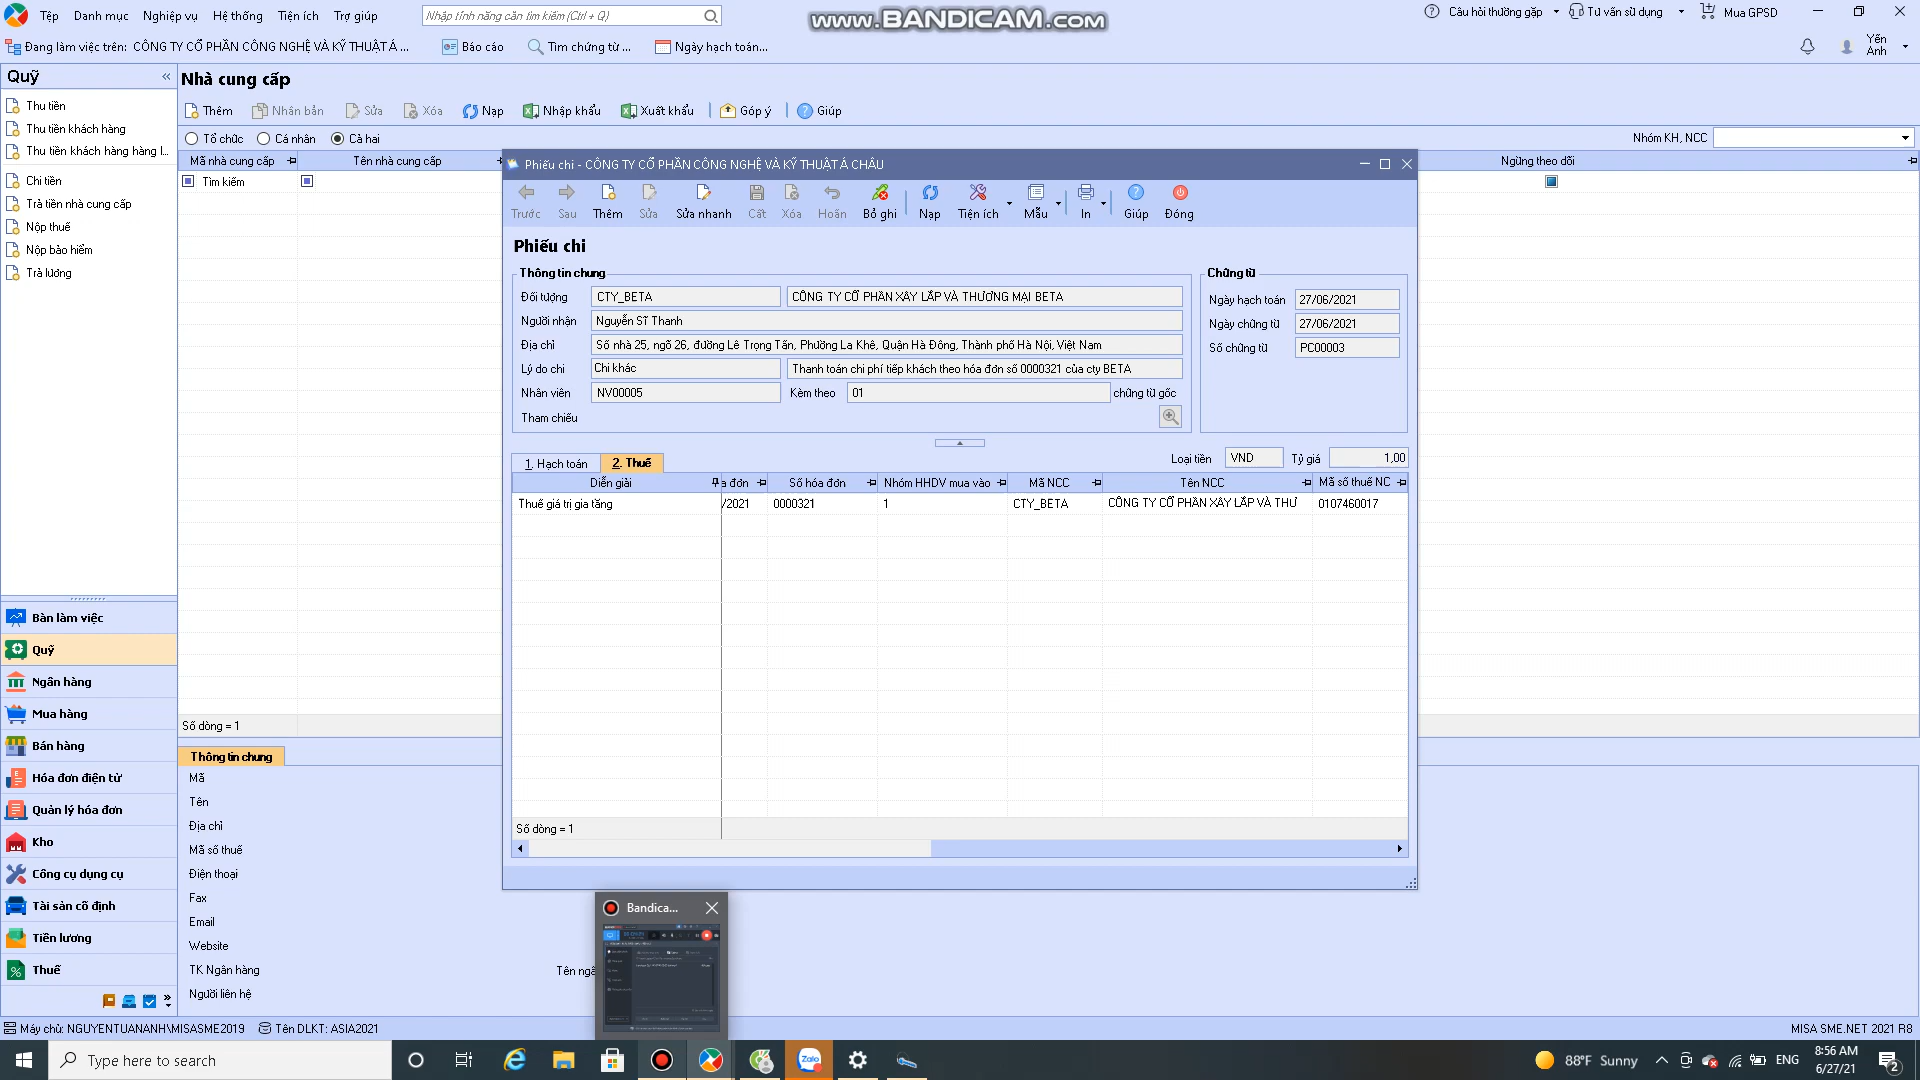 Tệp Danh mục Nghiệp vụ Hệ thống Tiện ích Trợ giúp Nhập tính năng cần tìm kiếm (Ctrl + Q) www.BANDICAM.com Câu hỏi thường gặp Tư vấn sử dụng Mua GPSD
Đang làm việc trên: CÔNG TY CỔ PHẦN CÔNG NGHỆ VÀ KỸ THUẬT Á ... Báo cáo Tìm chứng từ ... Ngày hạch toán... Yến Anh
Quỹ «
Thu tiền
Thu tiền khách hàng
Thu tiền khách hàng hàng l...
Chi tiền
Trả tiền nhà cung cấp
Nộp thuế
Nộp bảo hiểm
Trả lương
Bàn làm việc
Quỹ
Ngân hàng
Mua hàng
Bán hàng
Hóa đơn điện tử
Quản lý hóa đơn
Kho
Công cụ dụng cụ
Tài sản cố định
Tiền lương
Thuế
Nhà cung cấp
Thêm Nhân bản Sửa Xóa Nạp Nhập khẩu Xuất khẩu Góp ý Giúp
Tổ chức Cá nhân Cả hai Nhóm KH, NCC
Mã nhà cung cấp Tên nhà cung cấp Ngừng theo dõi
Tìm kiếm
Số dòng = 1
Thông tin chung
Mã
Tên
Địa chỉ
Mã số thuế
Điện thoại
Fax
Email
Website
TK Ngân hàng Tên ngâ
Người liên hệ
Phiếu chi - CÔNG TY CỔ PHẦN CÔNG NGHỆ VÀ KỸ THUẬT Á CHÂU
Trước Sau Thêm Sửa Sửa nhanh Cất Xóa Hoãn Bỏ ghi Nạp Tiện ích Mẫu In Giúp Đóng
Phiếu chi
Thông tin chung
Đối tượng CTY_BETA CÔNG TY CỔ PHẦN XÂY LẮP VÀ THƯƠNG MẠI BETA
Người nhận Nguyễn Sĩ Thanh
Địa chỉ Số nhà 25, ngõ 26, đường Lê Trọng Tấn, Phường La Khê, Quận Hà Đông, Thành phố Hà Nội, Việt Nam
Lý do chi Chi khác Thanh toán chi phí tiếp khách theo hóa đơn số 0000321 của cty BETA
Nhân viên NV00005 Kèm theo 01 chứng từ gốc
Tham chiếu
Chứng từ
Ngày hạch toán 27/06/2021
Ngày chứng từ 27/06/2021
Số chứng từ PC00003
1. Hạch toán 2. Thuế Loại tiền VND Tỷ giá 1,00
Diễn giải a đơn Số hóa đơn Nhóm HHDV mua vào Mã NCC Tên NCC Mã số thuế NC
Thuế giá trị gia tăng /2021 0000321 1 CTY_BETA CÔNG TY CỔ PHẦN XÂY LẮP VÀ THƯ 0107460017
Số dòng = 1
Bandica...
Máy chủ: NGUYENTUANANH\MISASME2019 Tên DLKT: ASIA2021 MISA SME.NET 2021 R8
Type here to search Zalo 88°F Sunny ENG 8:56 AM
6/27/21 2